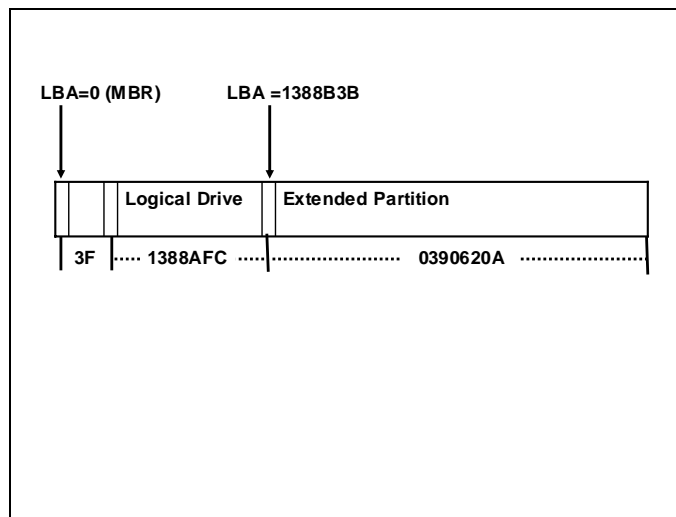 LBA=0 (MBR) LBA =1388B3B
Logical Drive Extended Partition
3F 1388AFC 0390620A